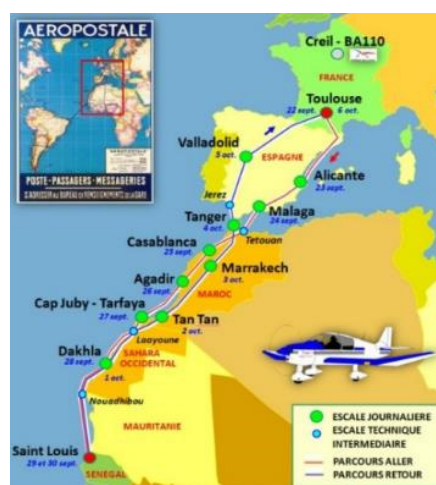 AEROPOSTALE
POSTE - PASSAGERS - MESSAGERIES
Creil - BA110
FRANCE
Toulouse
22 sept.
6 oct.
Valladolid
5 oct.
ESPAGNE
Alicante
23 sept.
Jerez
Malaga
24 sept.
Tanger
4 oct.
Tetouan
Casablanca
25 sept.
Marrakech
3 oct.
Agadir
26 sept.
MAROC
Cap Juby - Tarfaya
27 sept.
Tan Tan
2 oct.
Laayoune
Dakhla
28 sept.
SAHARA
OCCIDENTAL
1 oct.
Nouadhibou
MAURITANIE
Saint Louis
29 et 30 sept.
SENEGAL
ESCALE JOURNALIERE
ESCALE TECHNIQUE
INTERMEDIAIRE
PARCOURS ALLER
PARCOURS RETOUR